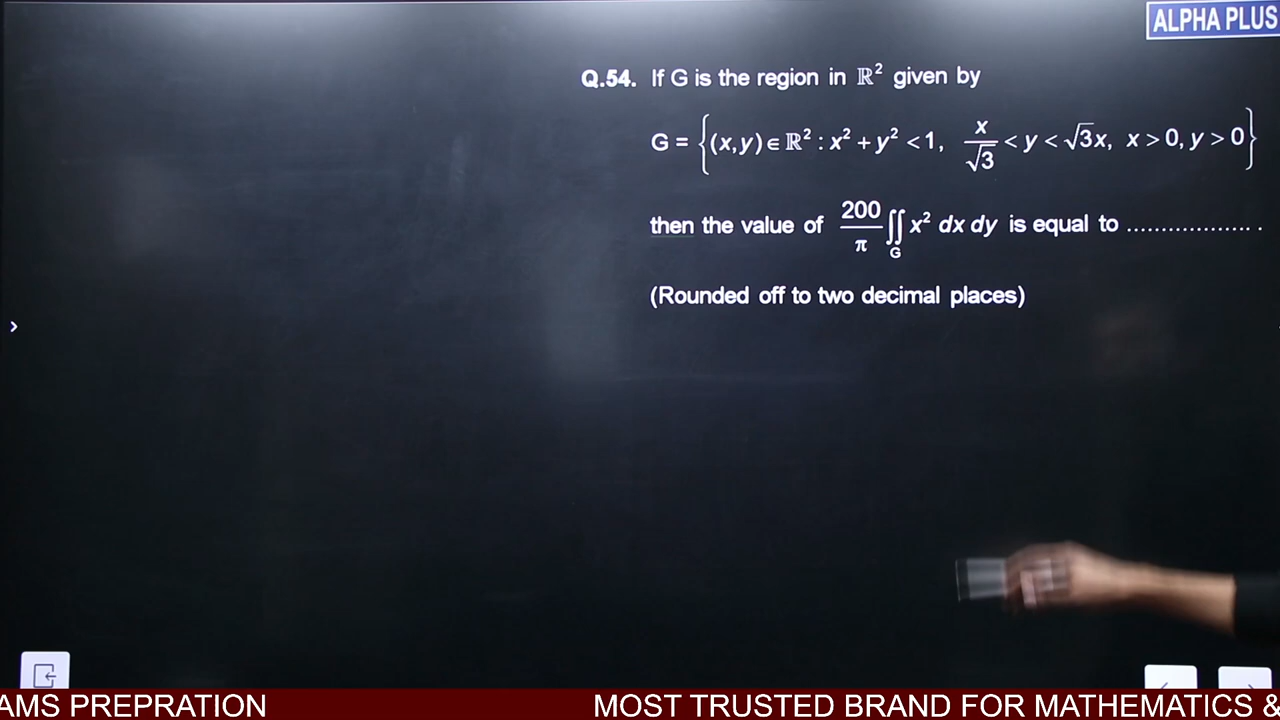 ALPHA PLUS
Q.54. If G is the region in ℝ² given by
G = {(x,y) ∈ ℝ² : x² + y² < 1, x/√3 < y < √3x, x > 0, y > 0}
then the value of 200/π ∬_G x² dx dy is equal to .................. .
(Rounded off to two decimal places)
AMS PREPRATION MOST TRUSTED BRAND FOR MATHEMATICS &